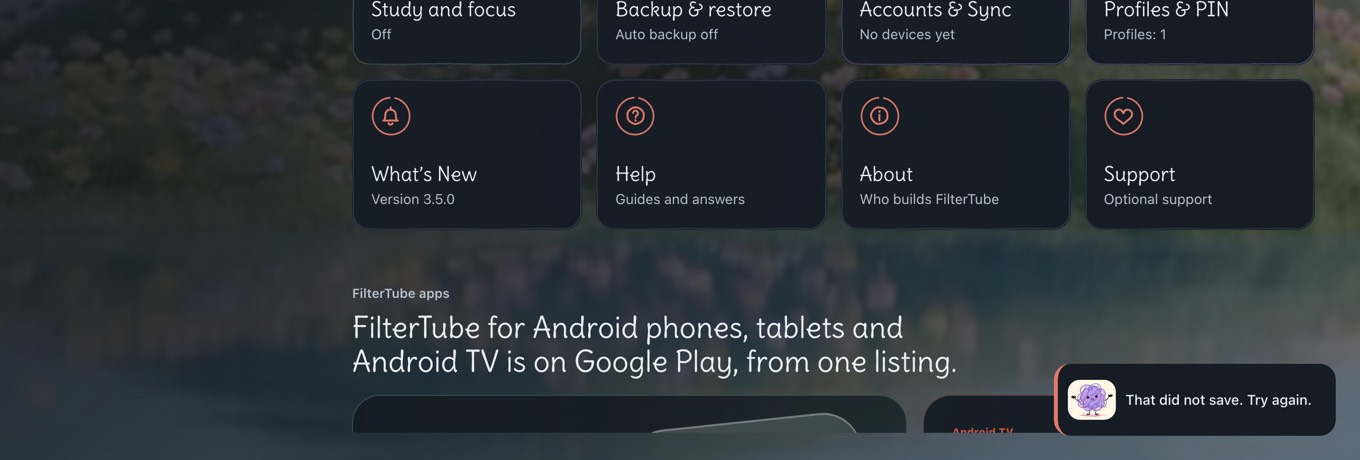 Study and focus
Off
Backup & restore
Auto backup off
Accounts & Sync
No devices yet
Profiles & PIN
Profiles: 1
What's New
Version 3.5.0
Help
Guides and answers
About
Who builds FilterTube
Support
Optional support
FilterTube apps
FilterTube for Android phones, tablets and
Android TV is on Google Play, from one listing.
Android TV
That did not save. Try again.